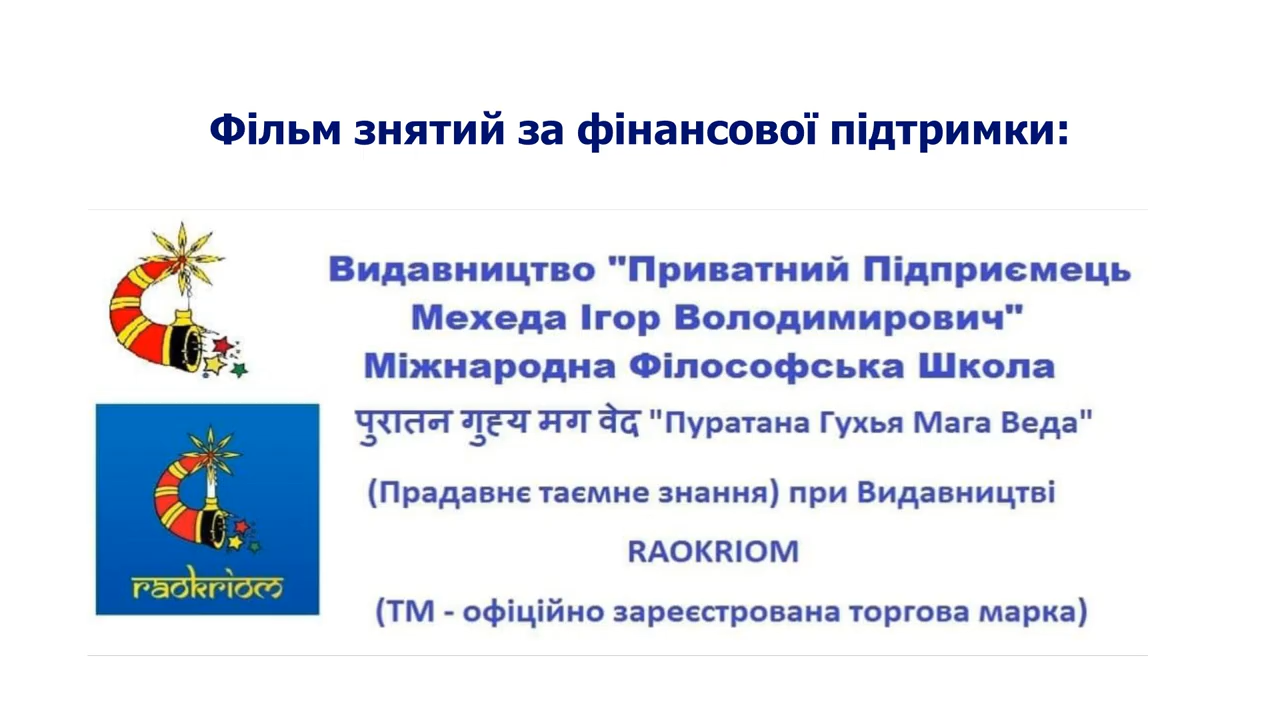 Фільм знятий за фінансової підтримки:
Видавництво "Приватний Підприємець
Мехеда Ігор Володимирович"
Міжнародна Філософська Школа
पुरातन गुह्य मग वेद "Пуратана Гухья Мага Веда"
(Прадавнє таємне знання) при Видавництві
RAOKRIOM
(ТМ - офіційно зареєстрована торгова марка)
raokriom